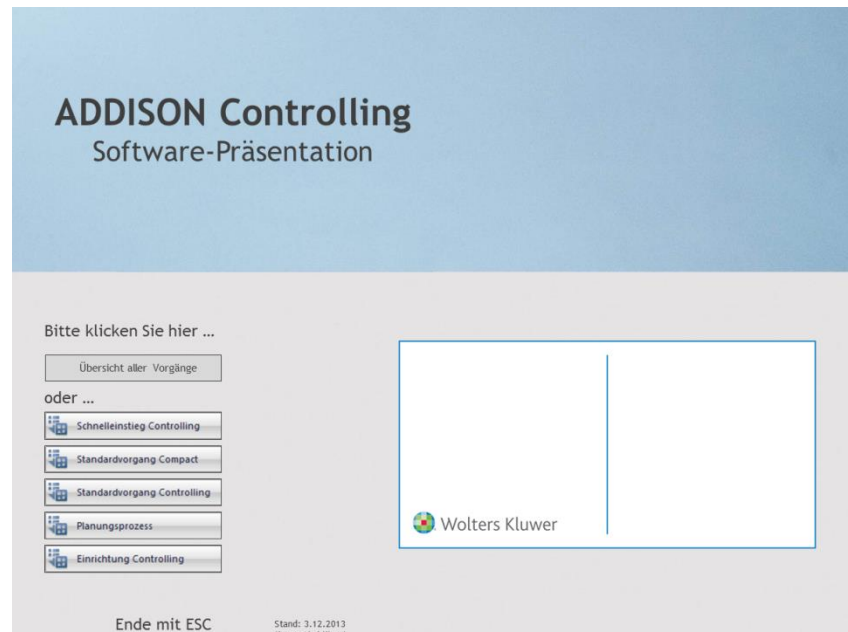 ADDISON Controlling
Software-Präsentation
Bitte klicken Sie hier ...
Übersicht aller Vorgänge
oder ...
Schnelleinstieg Controlling
Standardvorgang Compact
Standardvorgang Controlling
Planungsprozess
Einrichtung Controlling
Wolters Kluwer
Ende mit ESC
Stand: 3.12.2013